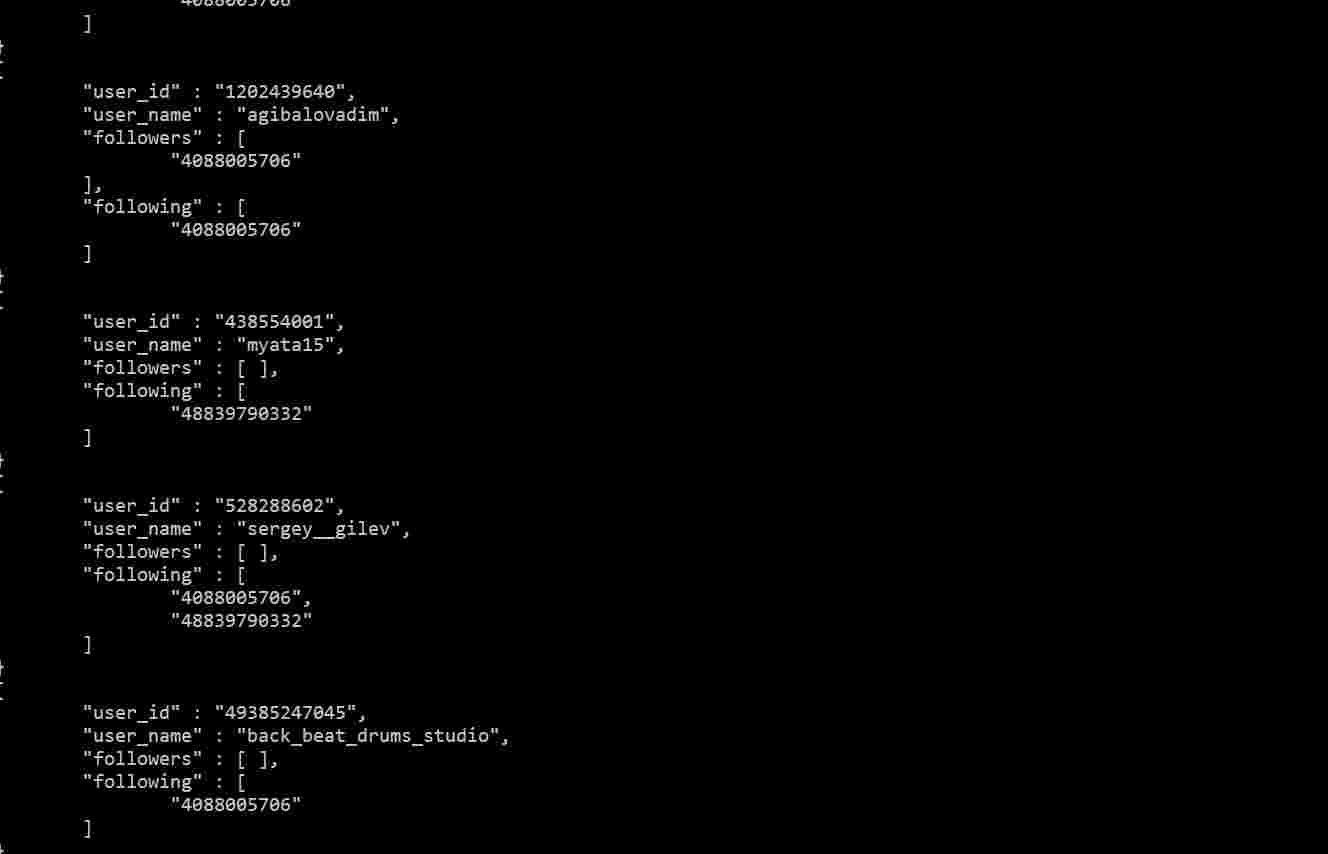 ]
"user_id" : "1202439640",
"user_name" : "agibalovadim",
"followers" : [
"4088005706"
],
"following" : [
"4088005706"
]
"user_id" : "438554001",
"user_name" : "myata15",
"followers" : [ ],
"following" : [
"48839790332"
]
"user_id" : "528288602",
"user_name" : "sergey__gilev",
"followers" : [ ],
"following" : [
"4088005706",
"48839790332"
]
"user_id" : "49385247045",
"user_name" : "back_beat_drums_studio",
"followers" : [ ],
"following" : [
"4088005706"
]